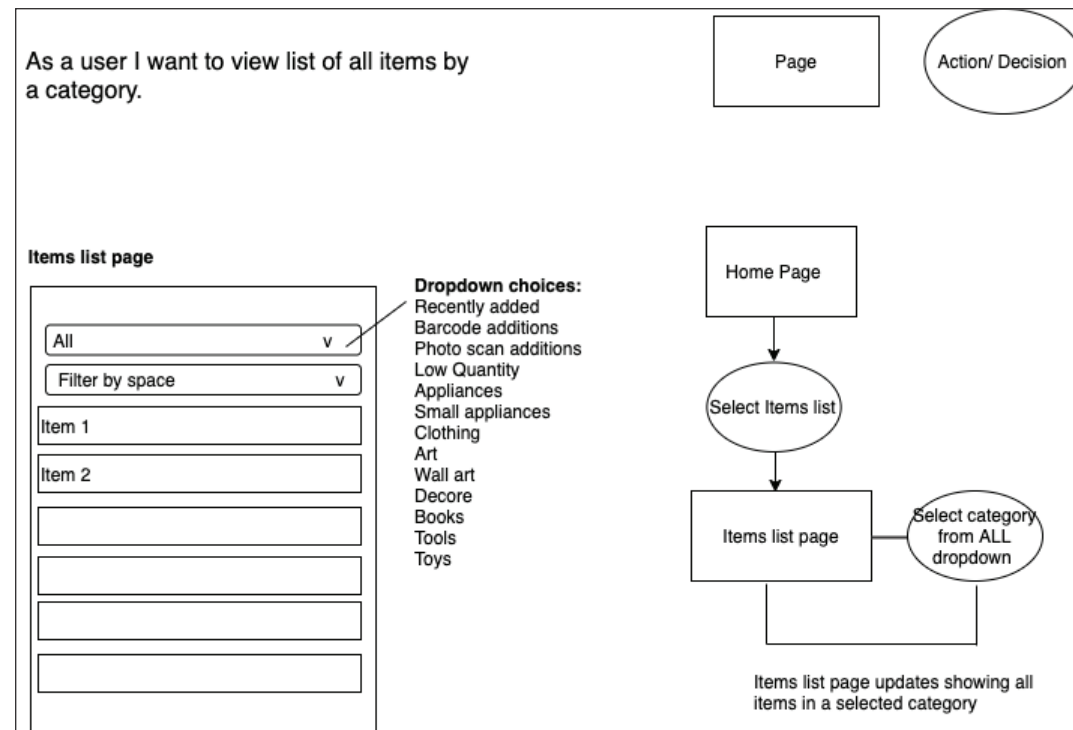 As a user I want to view list of all items by
a category.
Page
Action/ Decision
Items list page
All v
Filter by space v
Item 1
Item 2
Dropdown choices:
Recently added
Barcode additions
Photo scan additions
Low Quantity
Appliances
Small appliances
Clothing
Art
Wall art
Decore
Books
Tools
Toys
Home Page
Select Items list
Items list page
Select category
from ALL
dropdown
Items list page updates showing all
items in a selected category